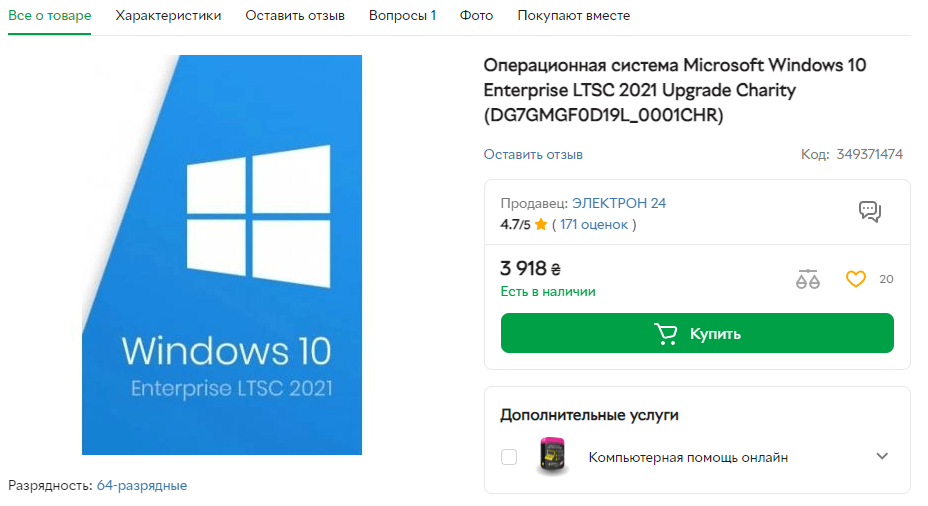 Все о товаре Характеристики Оставить отзыв Вопросы 1 Фото Покупают вместе
Windows 10
Enterprise LTSC 2021
Разрядность: 64-разрядные
Операционная система Microsoft Windows 10
Enterprise LTSC 2021 Upgrade Charity
(DG7GMGF0D19L_0001CHR)
Оставить отзыв Код: 349371474
Продавец: ЭЛЕКТРОН 24
4.7/5 ( 171 оценок )
3 918 ₴
20
Есть в наличии
Купить
Дополнительные услуги
Компьютерная помощь онлайн